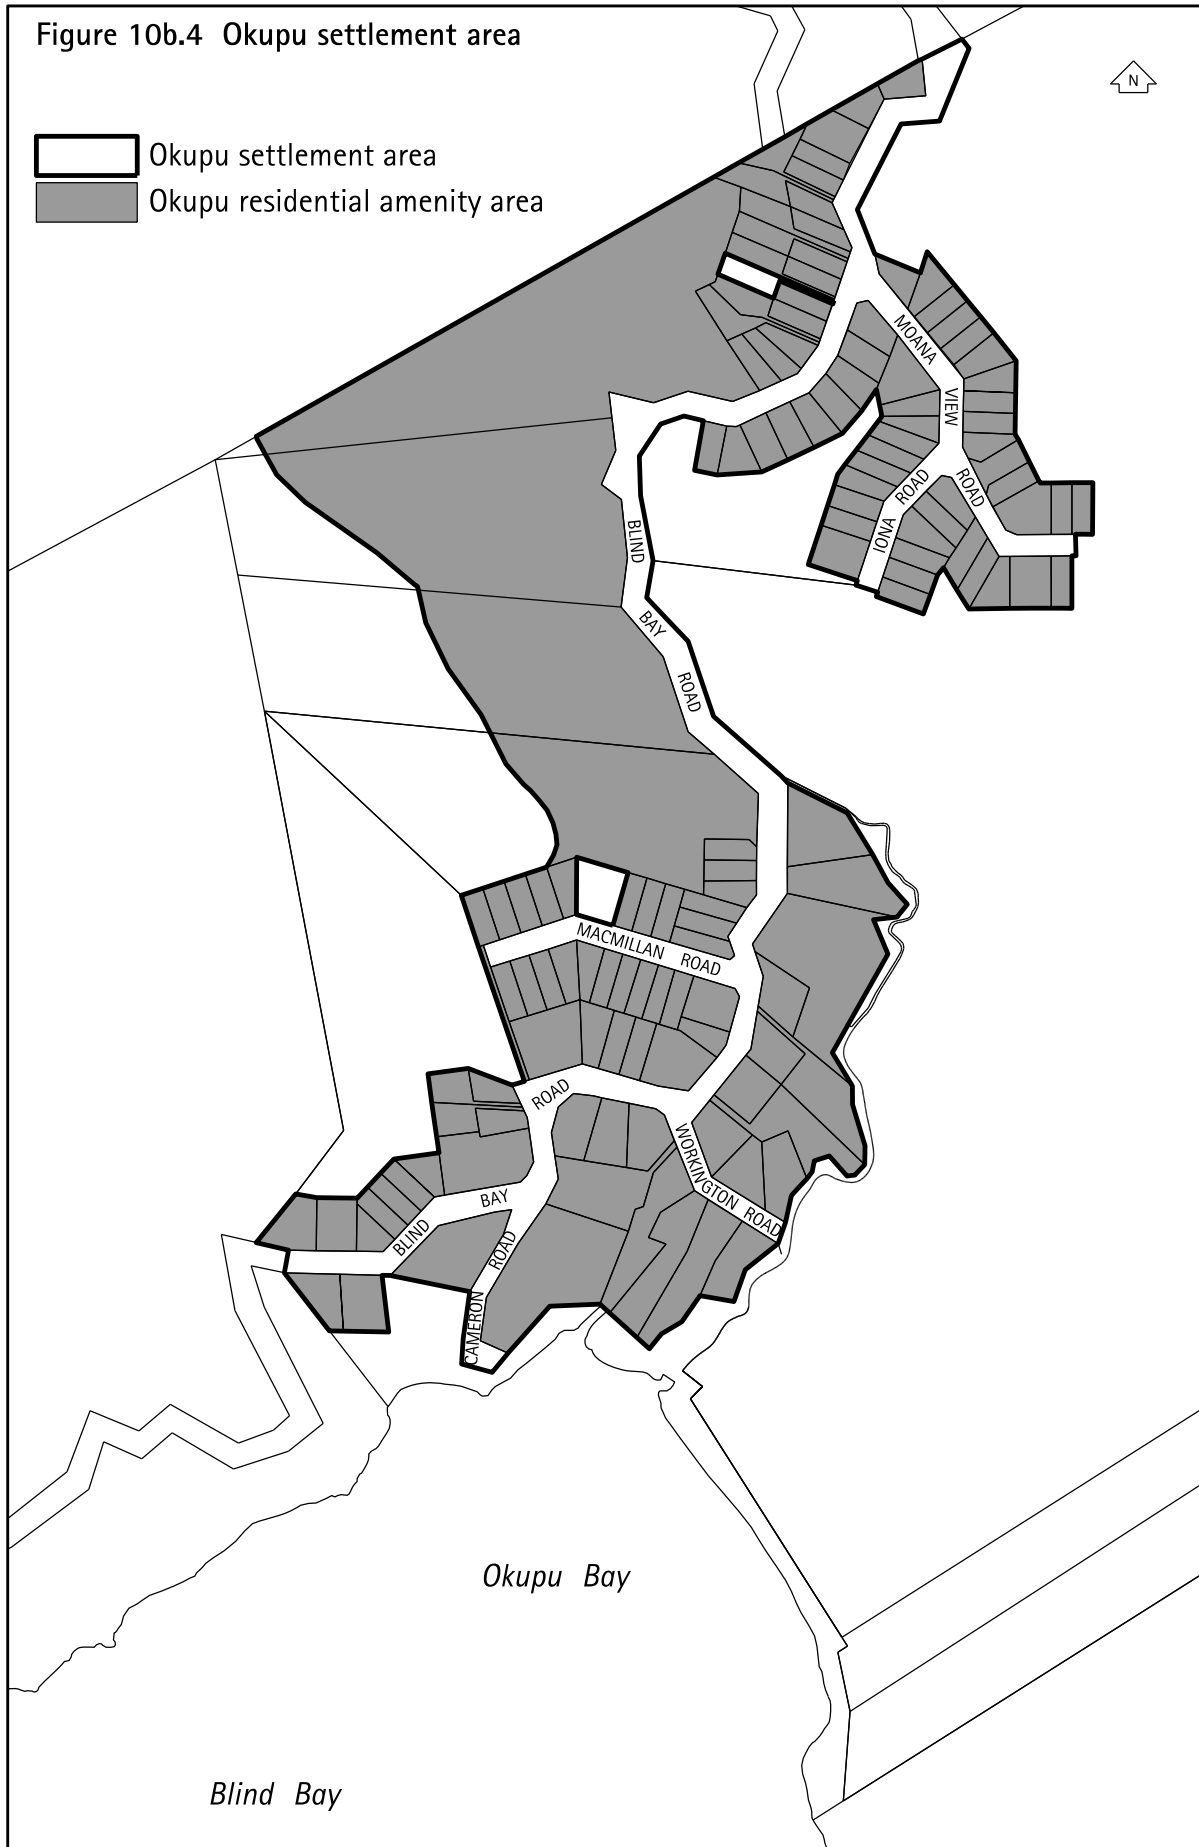 Figure 10b.4 Okupu settlement area
N
Okupu settlement area
Okupu residential amenity area
MOANA
VIEW
ROAD
IONA ROAD
BLIND
BAY
ROAD
MACMILLAN ROAD
ROAD
WORKINGTON ROAD
BLIND BAY
CAMERON ROAD
Okupu Bay
Blind Bay